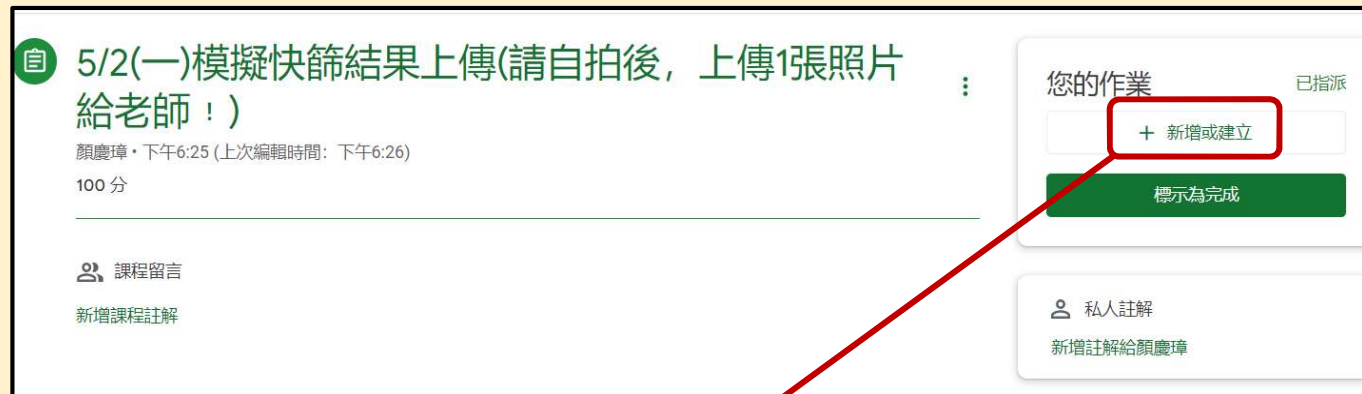 5/2(一)模擬快篩結果上傳(請自拍後，上傳1張照片
給老師！)
顏慶璋 • 下午6:25 (上次編輯時間：下午6:26)
100 分
課程留言
新增課程註解
您的作業
已指派
+ 新增或建立
標示為完成
私人註解
新增註解給顏慶璋